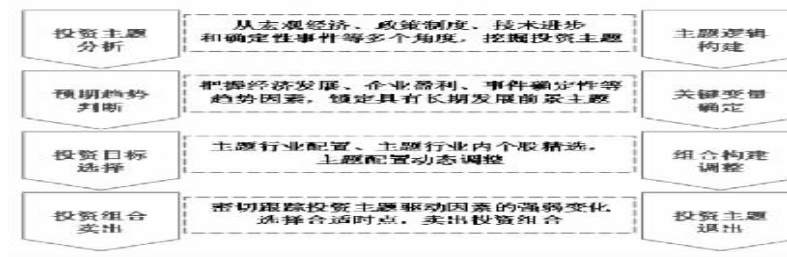 投资主题
分析
从宏观经济、政策制度、技术进步
和确定性事件等多个角度，挖掘投资主题
主题逻辑
构建
预期趋势
判断
把握经济发展、企业盈利、事件确定性等
趋势因素，锁定具有长期发展前景主题
关键变量
确定
投资目标
选择
主题行业配置、主题行业内个股精选，
主题配置动态调整
组合构建
调整
投资组合
卖出
密切跟踪投资主题驱动因素的强弱变化
选择合适时点，卖出投资组合
投资主题
退出